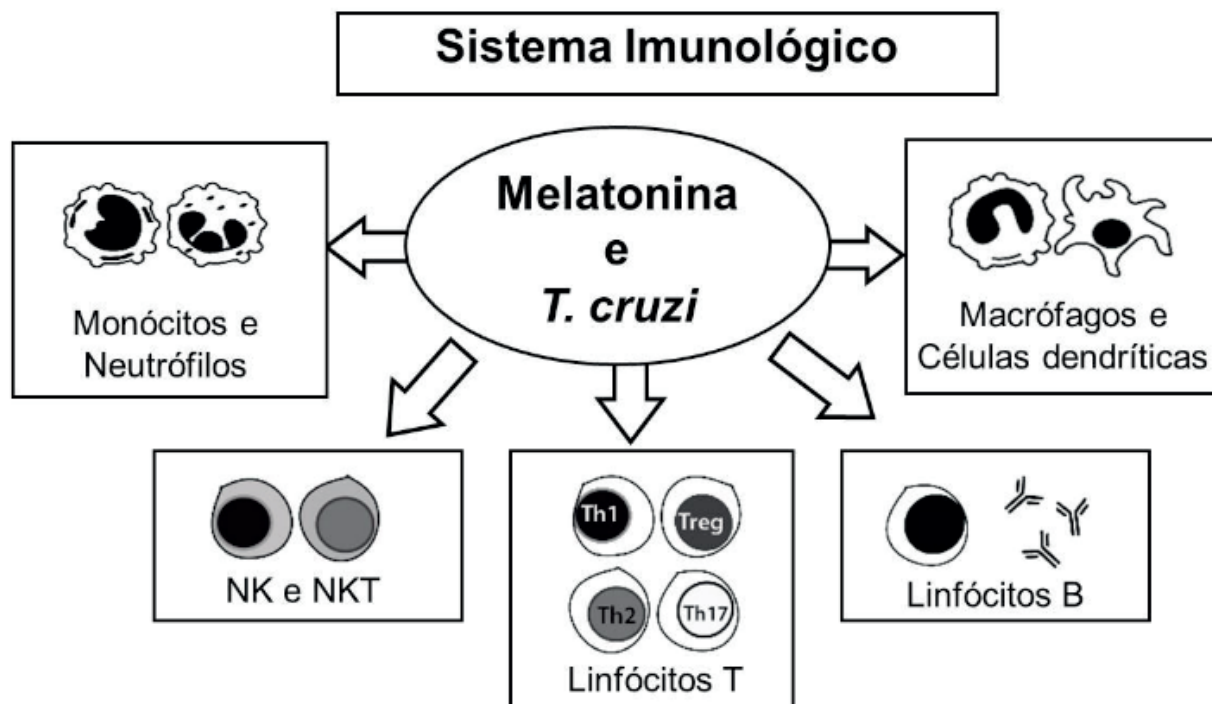 Sistema Imunológico
Melatonina
e
T. cruzi
Monócitos e
Neutrófilos
Macrófagos e
Células dendríticas
NK e NKT
Th1
Treg
Th2
Th17
Linfócitos T
Linfócitos B